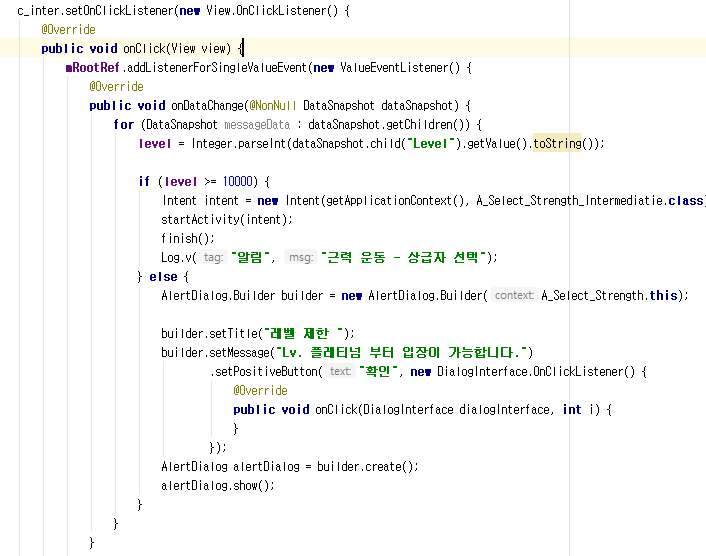 c_inter.setOnClickListener(new View.OnClickListener() {
@Override
public void onClick(View view) {
mRootRef.addListenerForSingleValueEvent(new ValueEventListener() {
@Override
public void onDataChange(@NonNull DataSnapshot dataSnapshot) {
for (DataSnapshot messageData : dataSnapshot.getChildren()) {
level = Integer.parseInt(dataSnapshot.child("Level").getValue().toString());
if (level >= 10000) {
Intent intent = new Intent(getApplicationContext(), A_Select_Strength_Intermediatie.class)
startActivity(intent);
finish();
Log.v( tag: "알림", msg: "근력 운동 - 상급자 선택");
} else {
AlertDialog.Builder builder = new AlertDialog.Builder( context: A_Select_Strength.this);
builder.setTitle("레벨 제한 ");
builder.setMessage("Lv. 플레티넘 부터 입장이 가능합니다.")
.setPositiveButton( text: "확인", new DialogInterface.OnClickListener() {
@Override
public void onClick(DialogInterface dialogInterface, int i) {
}
});
AlertDialog alertDialog = builder.create();
alertDialog.show();
}
}
}